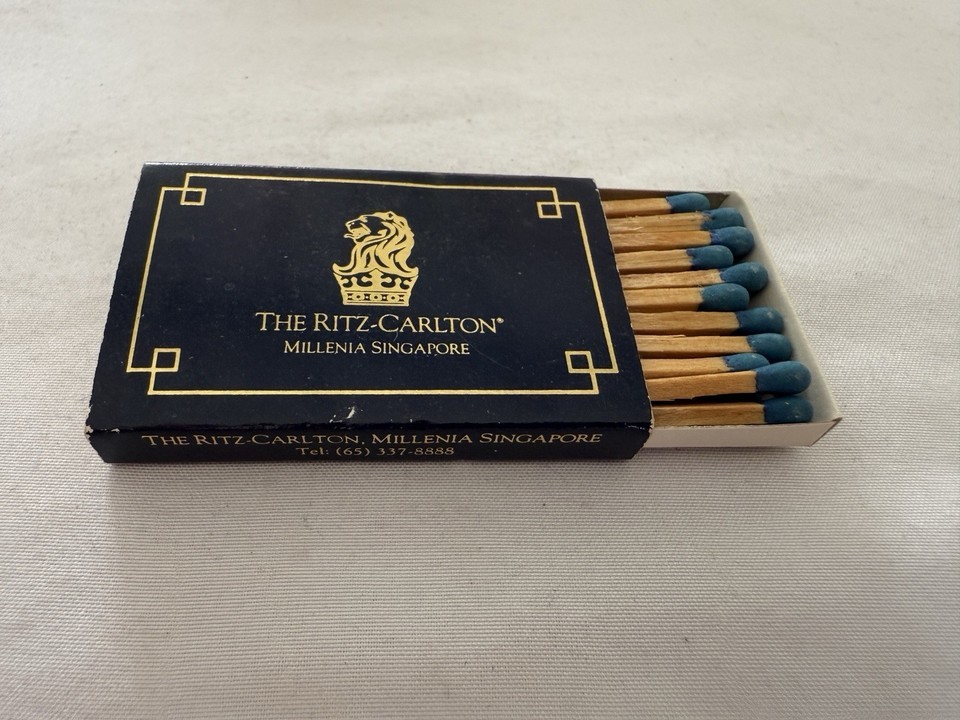 THE RITZ-CARLTON®
MILLENIA SINGAPORE
THE RITZ-CARLTON, MILLENIA SINGAPORE
Tel: (65) 337-8888